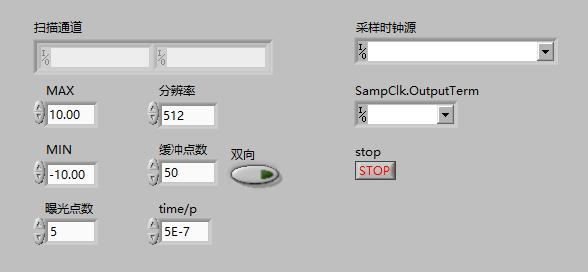 扫描通道
采样时钟源
I/O
I/O
I/O
MAX
分辨率
SampClk.OutputTerm
10.00
512
I/O
MIN
缓冲点数
双向
stop
-10.00
50
STOP
曝光点数
time/p
5
5E-7